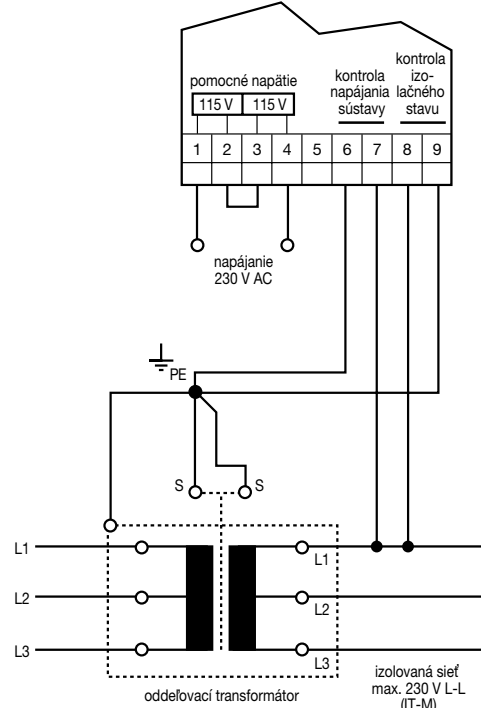 pomocné napätie
115 V 115 V
kontrola
napájania
sústavy
kontrola
izo-
lačného
stavu
1 2 3 4 5 6 7 8 9
napájanie
230 V AC
PE
S S
L1 L1
L2 L2
L3 L3
oddeľovací transformátor
izolovaná sieť
max. 230 V L-L
(IT-M)